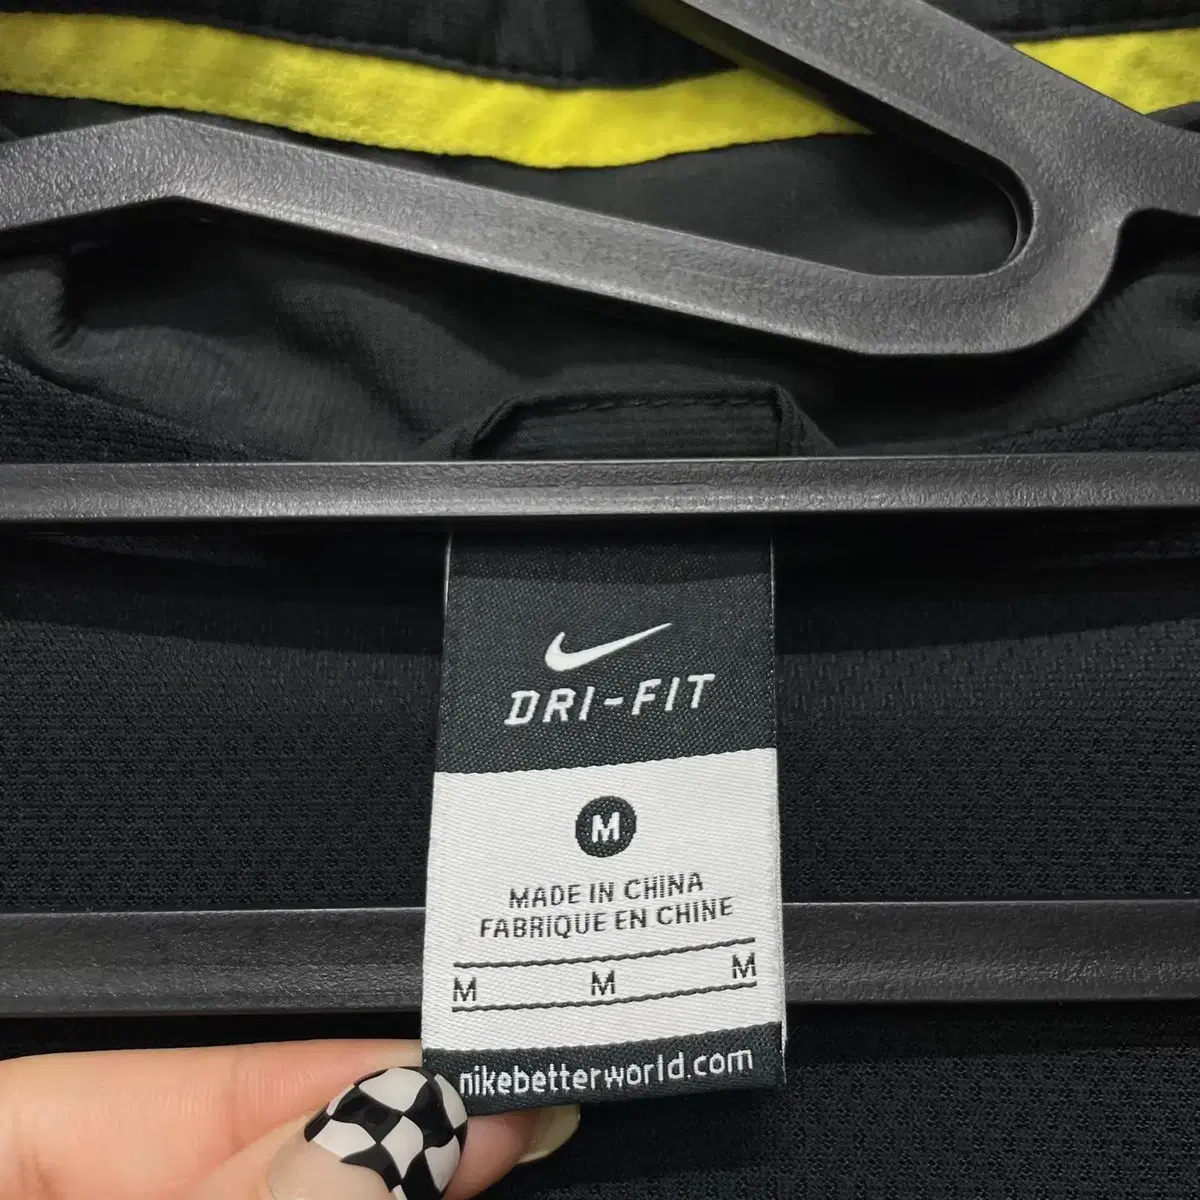 DRI-FIT
M
MADE IN CHINA
FABRIQUE EN CHINE
M M M
nikebetterworld.com